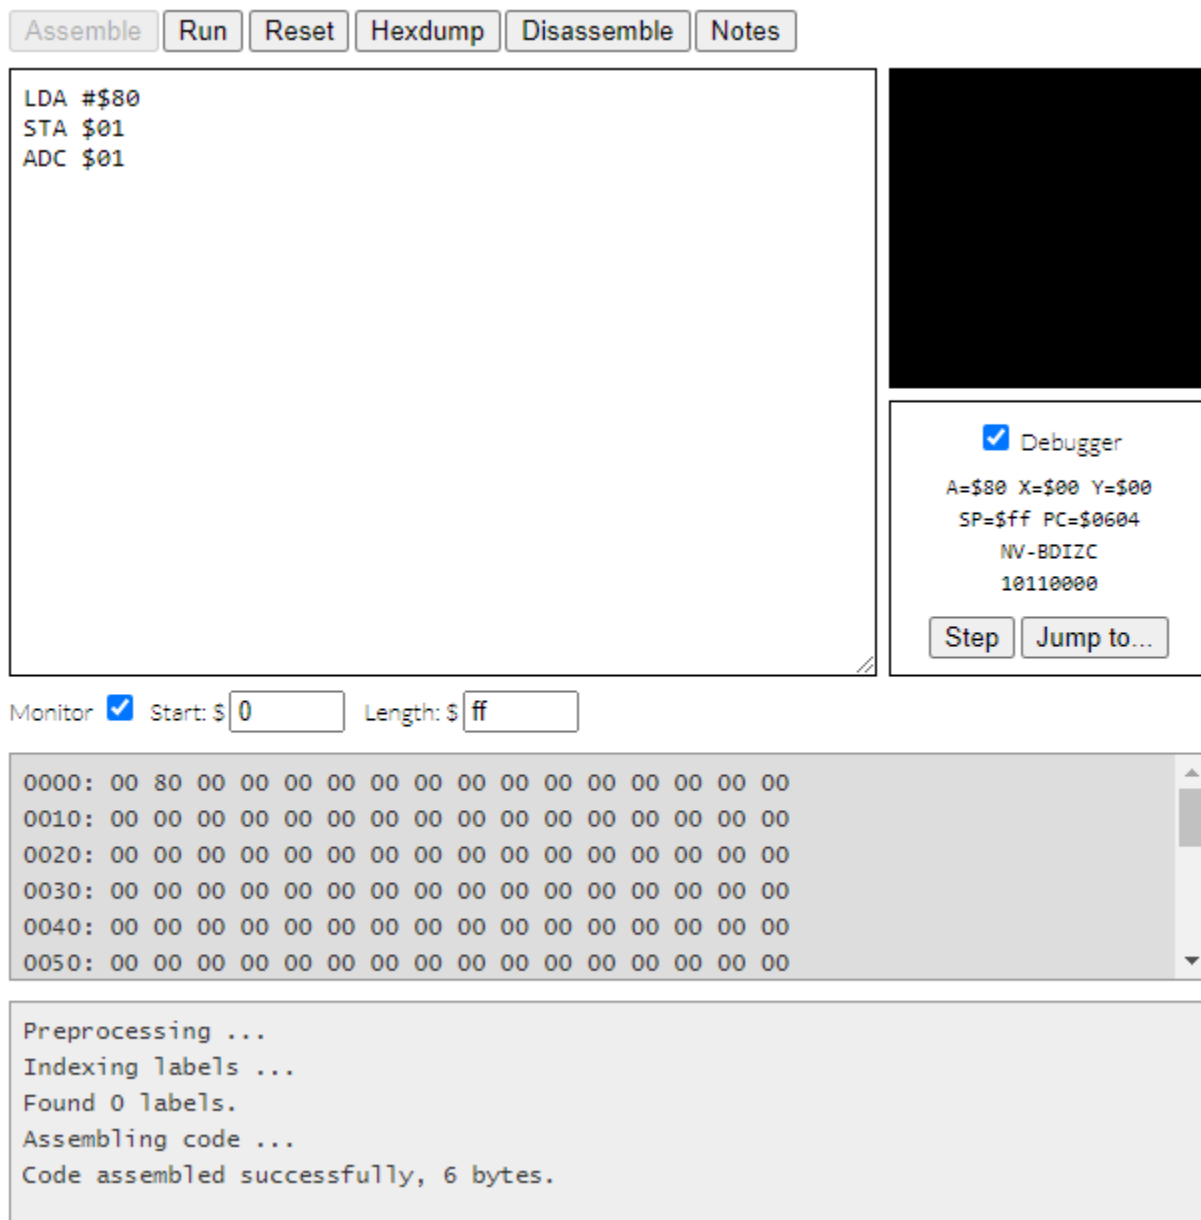 Assemble Run Reset Hexdump Disassemble Notes
LDA #$80
STA $01
ADC $01
Debugger
A=$80 X=$00 Y=$00
SP=$ff PC=$0604
NV-BDIZC
10110000
Step Jump to...
Monitor Start: $ 0 Length: $ ff
0000: 00 80 00 00 00 00 00 00 00 00 00 00 00 00 00 00
0010: 00 00 00 00 00 00 00 00 00 00 00 00 00 00 00 00
0020: 00 00 00 00 00 00 00 00 00 00 00 00 00 00 00 00
0030: 00 00 00 00 00 00 00 00 00 00 00 00 00 00 00 00
0040: 00 00 00 00 00 00 00 00 00 00 00 00 00 00 00 00
0050: 00 00 00 00 00 00 00 00 00 00 00 00 00 00 00 00
Preprocessing ...
Indexing labels ...
Found 0 labels.
Assembling code ...
Code assembled successfully, 6 bytes.